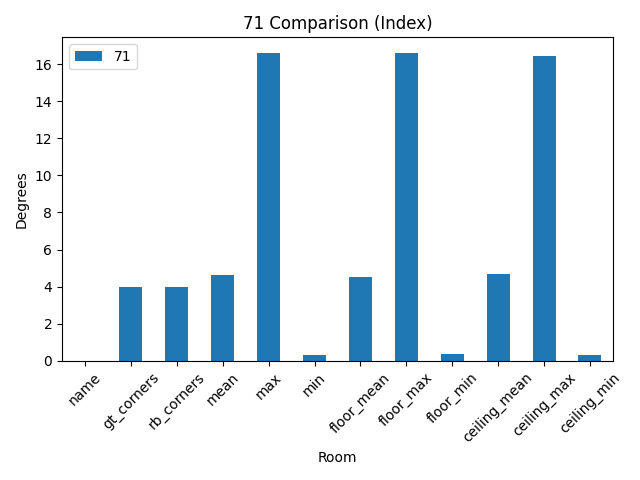 71 Comparison (Index)
71
Degrees
16
14
12
10
8
6
4
2
0
name
gt_corners
rb_corners
mean
max
min
floor_mean
floor_max
floor_min
ceiling_mean
ceiling_max
ceiling_min
Room